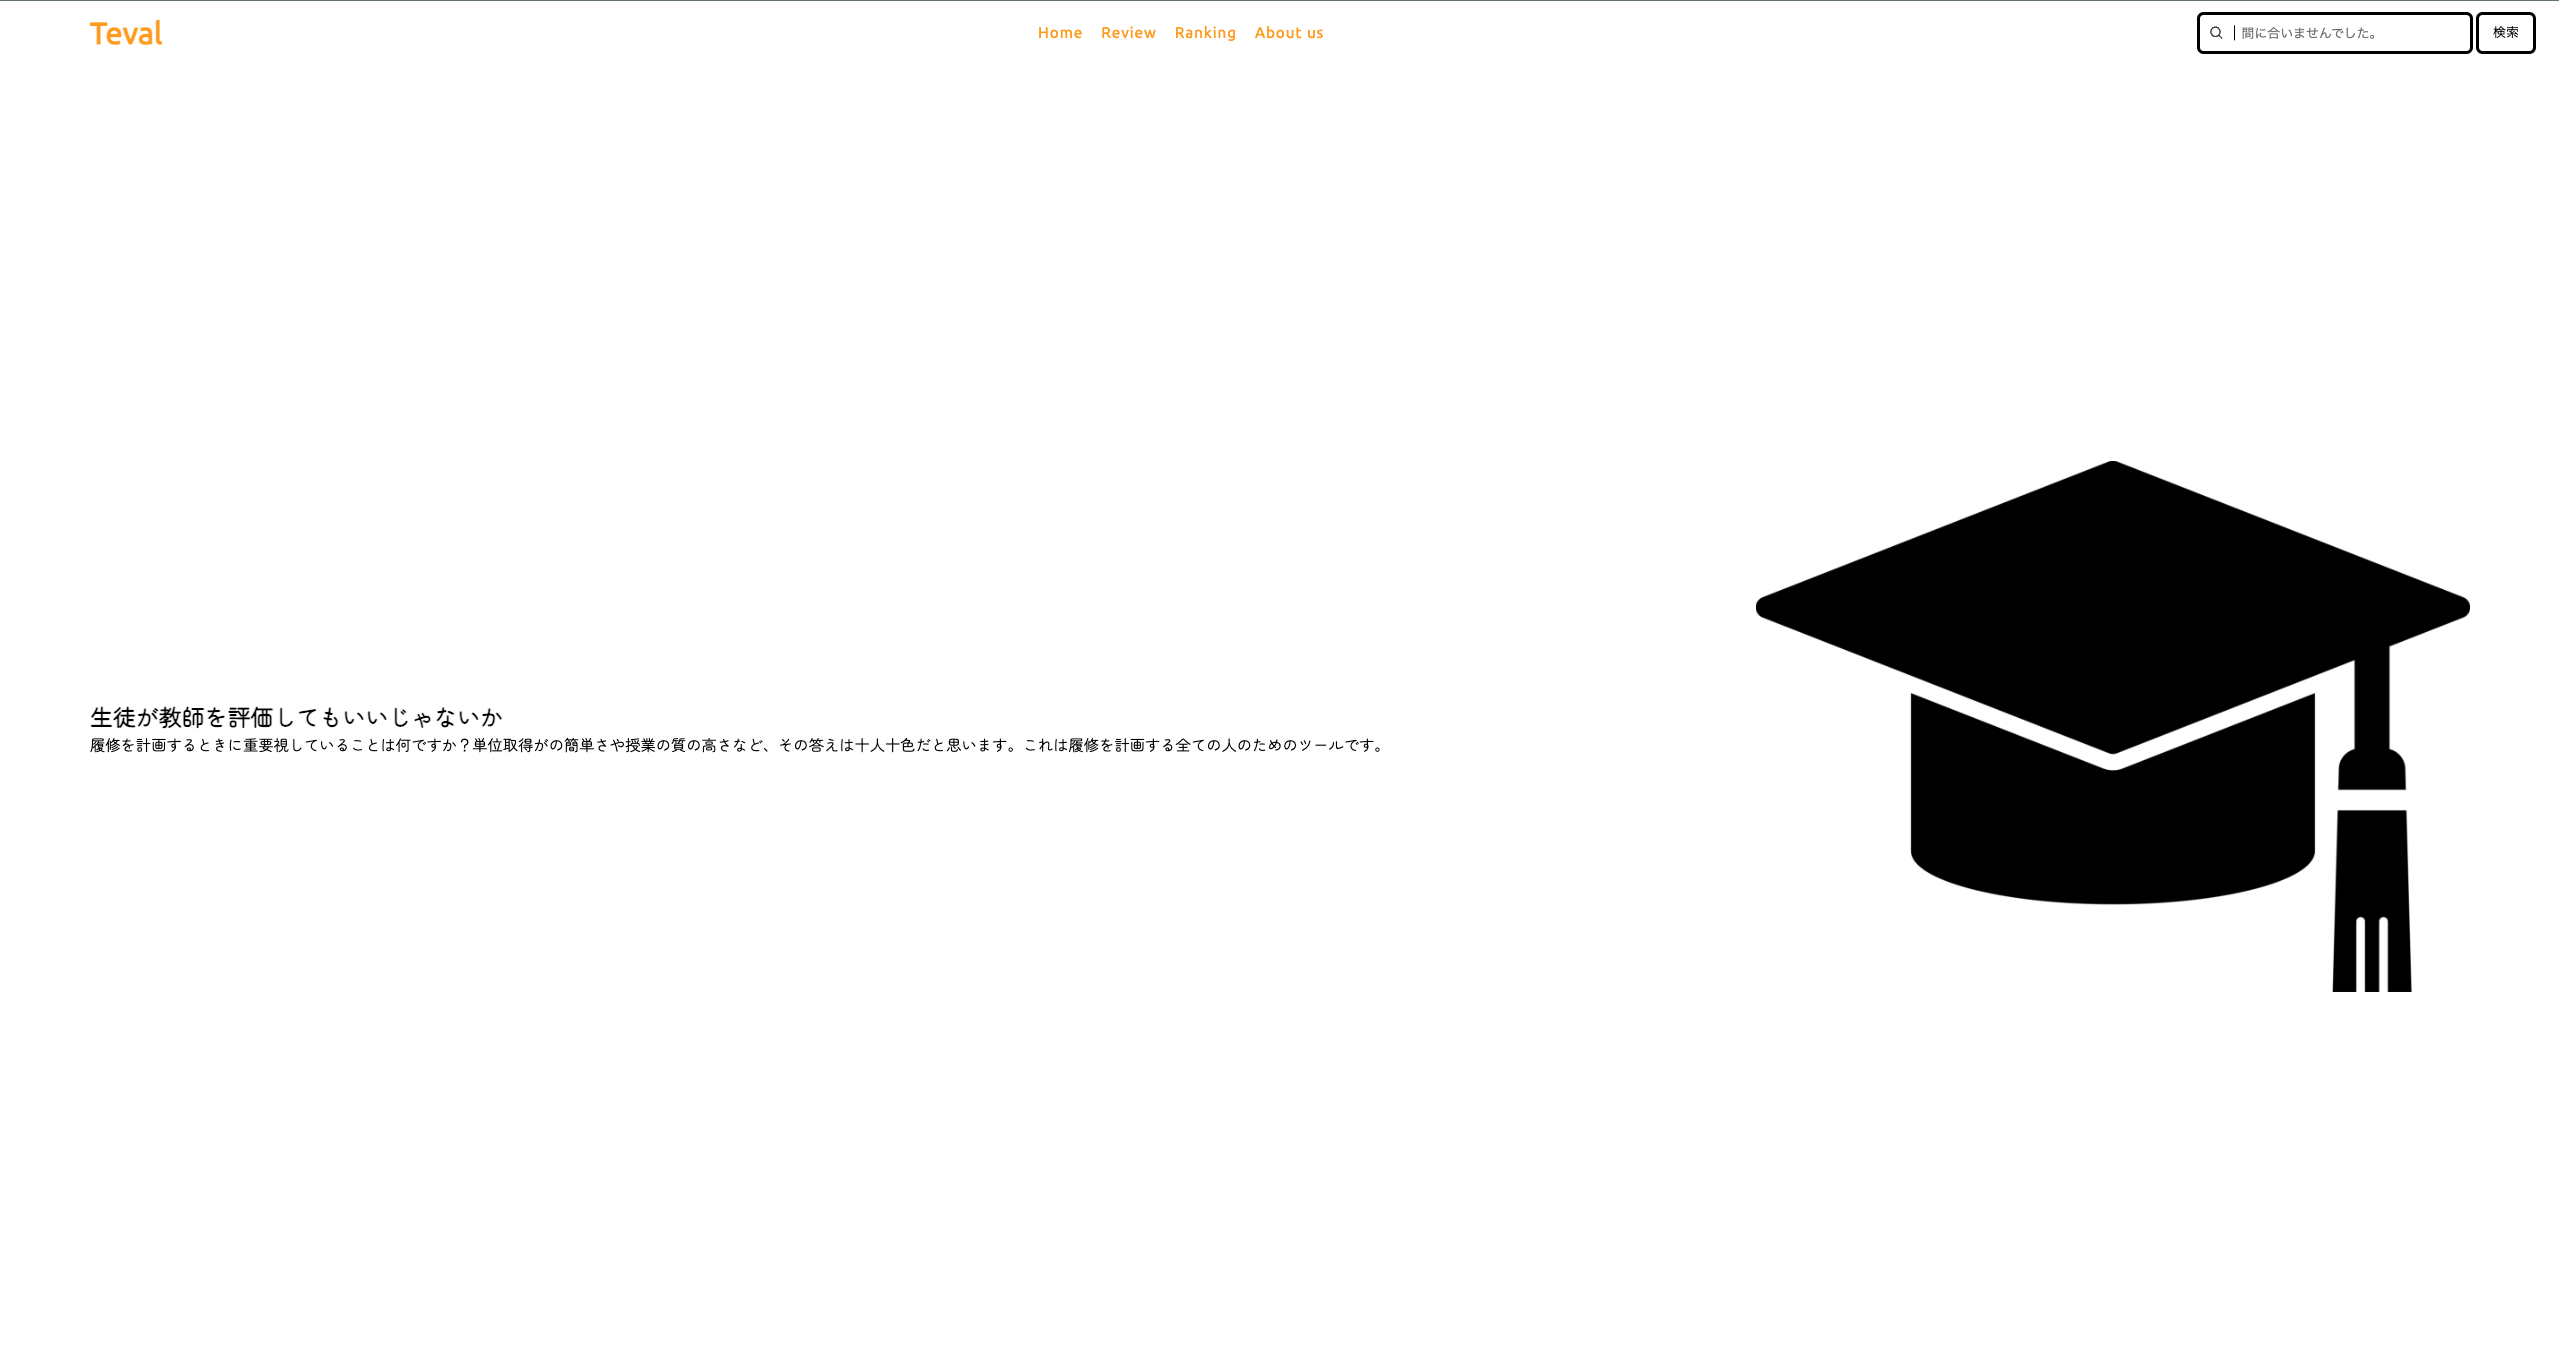 Teval
Home Review Ranking About us
間に合いませんでした。
検索
生徒が教師を評価してもいいじゃないか
履修を計画するときに重要視していることは何ですか？単位取得がの簡単さや授業の質の高さなど、その答えは十人十色だと思います。これは履修を計画する全ての人のためのツールです。